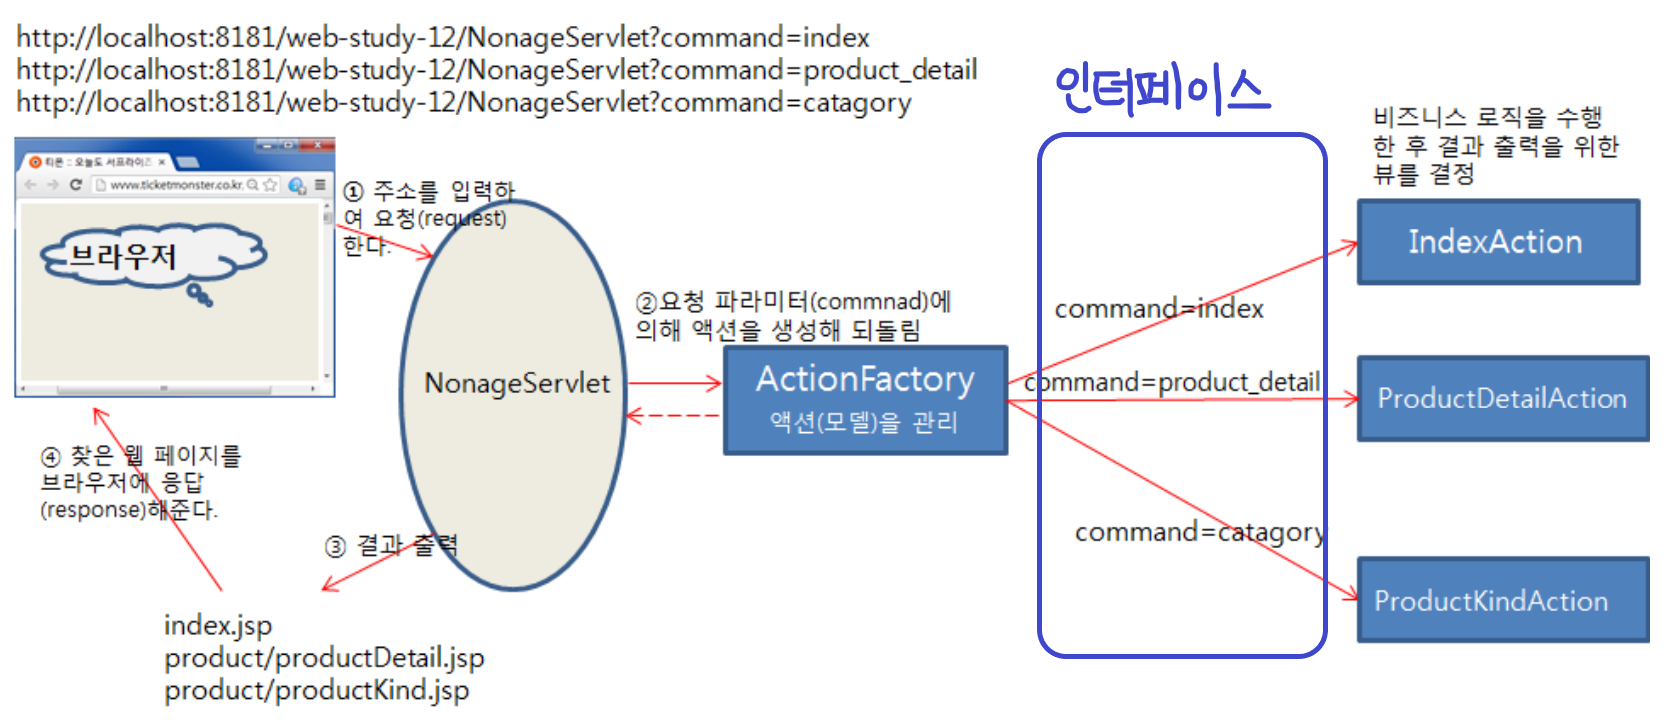 http://localhost:8181/web-study-12/NonageServlet?command=index
http://localhost:8181/web-study-12/NonageServlet?command=product_detail
http://localhost:8181/web-study-12/NonageServlet?command=catagory
인터페이스
비즈니스 로직을 수행
한 후 결과 출력을 위한
뷰를 결정
티몬 :: 오늘도 서프라이즈
www.ticketmonster.co.kr
브라우저
① 주소를 입력하
여 요청(request)
한다.
NonageServlet
②요청 파라미터(commnad)에
의해 액션을 생성해 되돌림
ActionFactory
액션(모델)을 관리
command=index
command=product_detail
command=catagory
IndexAction
ProductDetailAction
ProductKindAction
③ 결과 출력
④ 찾은 웹 페이지를
브라우저에 응답
(response)해준다.
index.jsp
product/productDetail.jsp
product/productKind.jsp